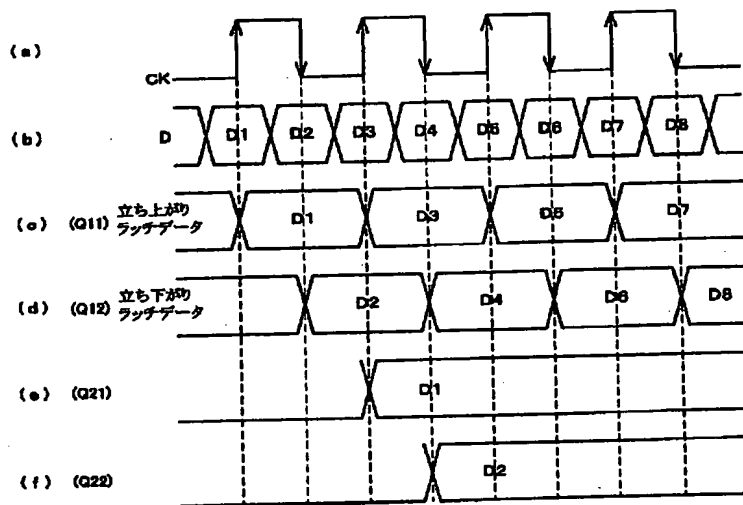 (a)
CK
(b) D D1 D2 D3 D4 D5 D6 D7 D8
(c) (Q11) 立ち上がり
ラッチデータ
D1 D3 D5 D7
(d) (Q12) 立ち下がり
ラッチデータ
D2 D4 D6 D8
(e) (Q21) D1
(f) (Q22) D2